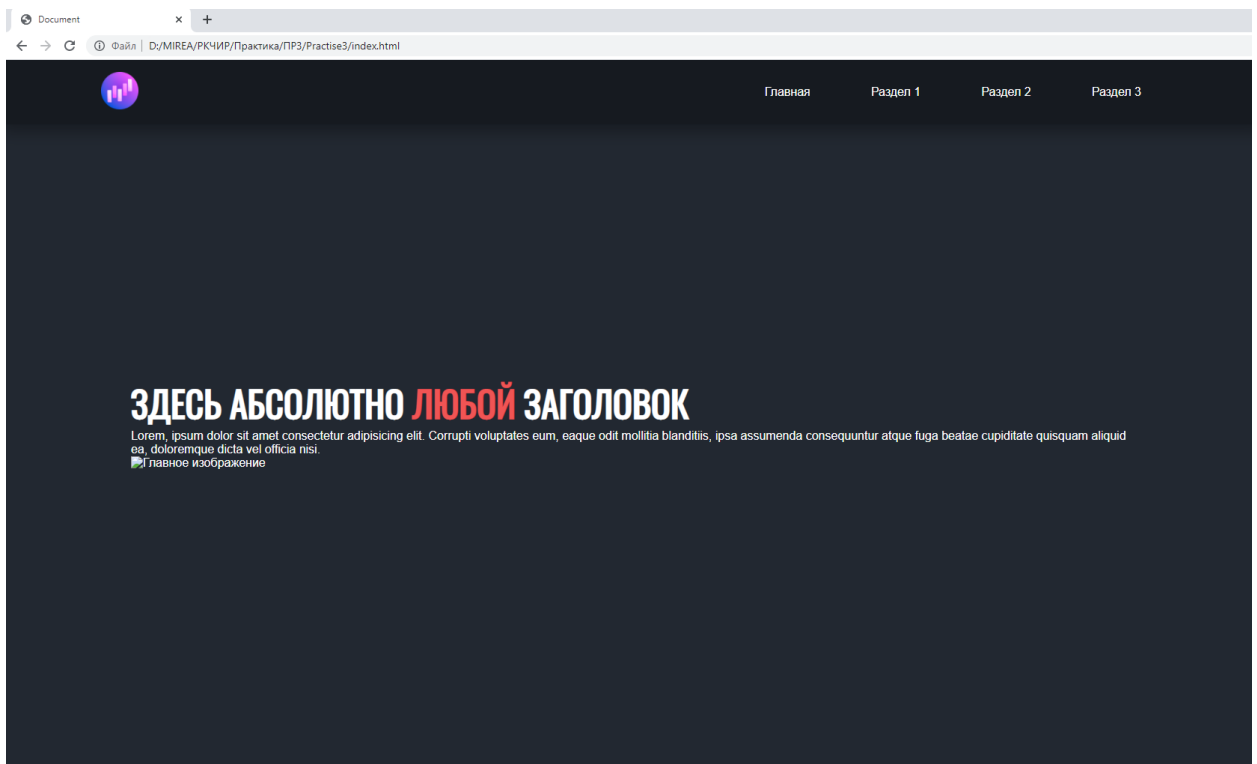 Document
Файл | D:/MIREA/РКЧИР/Практика/ПР3/Practise3/index.html
Главная Раздел 1 Раздел 2 Раздел 3
ЗДЕСЬ АБСОЛЮТНО ЛЮБОЙ ЗАГОЛОВОК
Lorem, ipsum dolor sit amet consectetur adipisicing elit. Corrupti voluptates eum, eaque odit mollitia blanditiis, ipsa assumenda consequuntur atque fuga beatae cupiditate quisquam aliquid
ea, doloremque dicta vel officia nisi.
Главное изображение